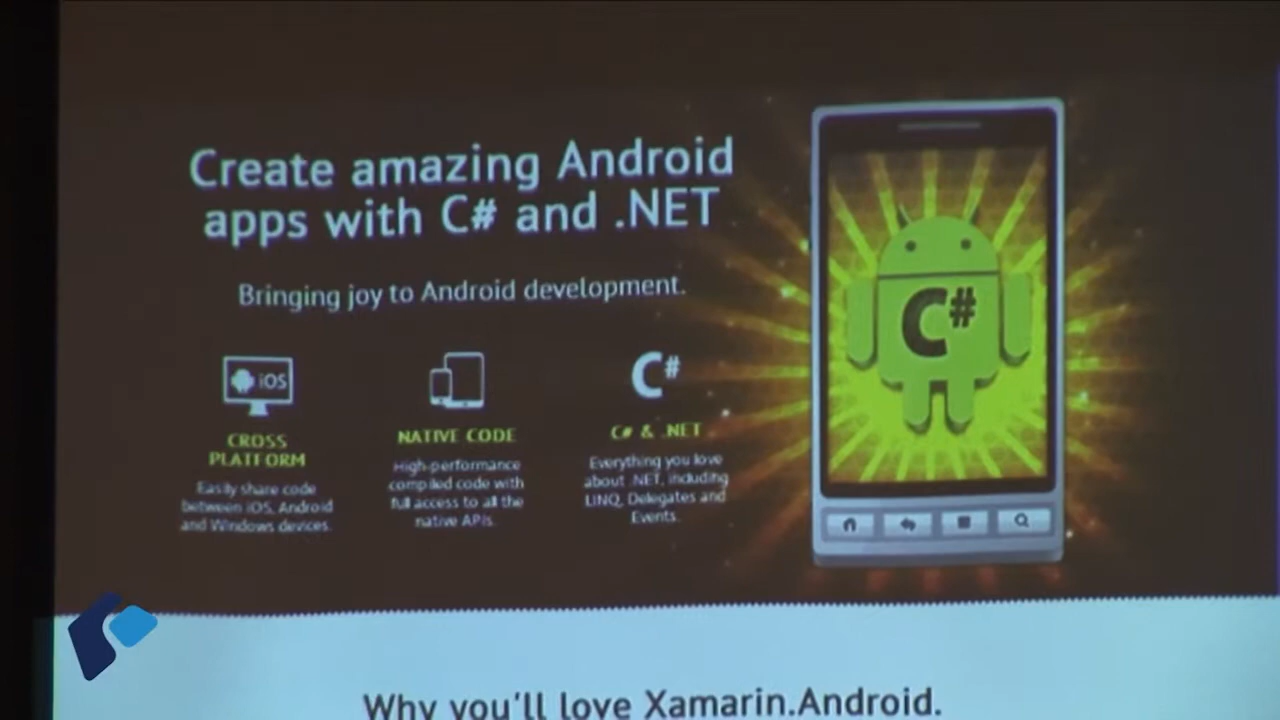 Create amazing Android
apps with C# and .NET
Bringing joy to Android development.
iOS
CROSS
PLATFORM
Easily share code
between iOS, Android
and Windows devices.
NATIVE CODE
High-performance
compiled code with
full access to all the
native APIs.
C#
C# & .NET
Everything you love
about .NET, including
LINQ, Delegates and
Events.
C#
Why you'll love Xamarin.Android.